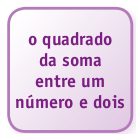 o quadrado
da soma
entre um
número e dois